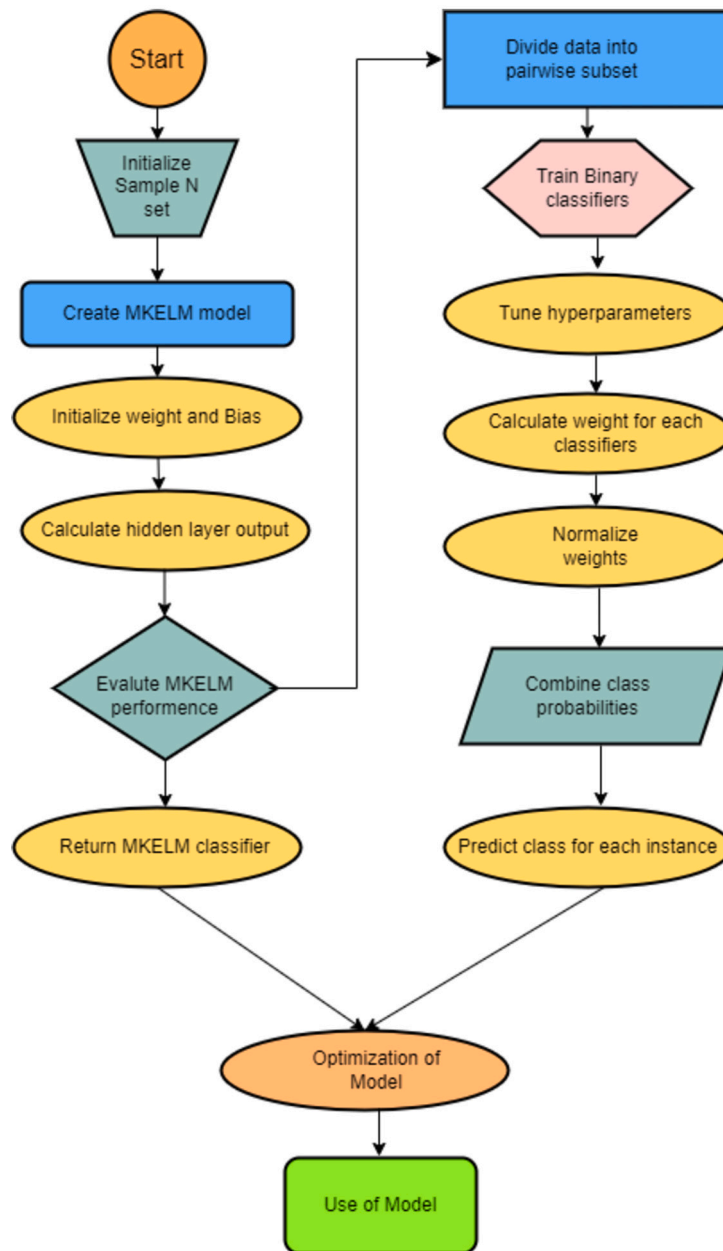 Start
Initialize
Sample N
set
Create MKELM model
Initialize weight and Bias
Calculate hidden layer output
Evalute MKELM
performence
Return MKELM classifier
Divide data into
pairwise subset
Train Binary
classifiers
Tune hyperparameters
Calculate weight for each
classifiers
Normalize
weights
Combine class
probabilities
Predict class for each instance
Optimization of
Model
Use of Model